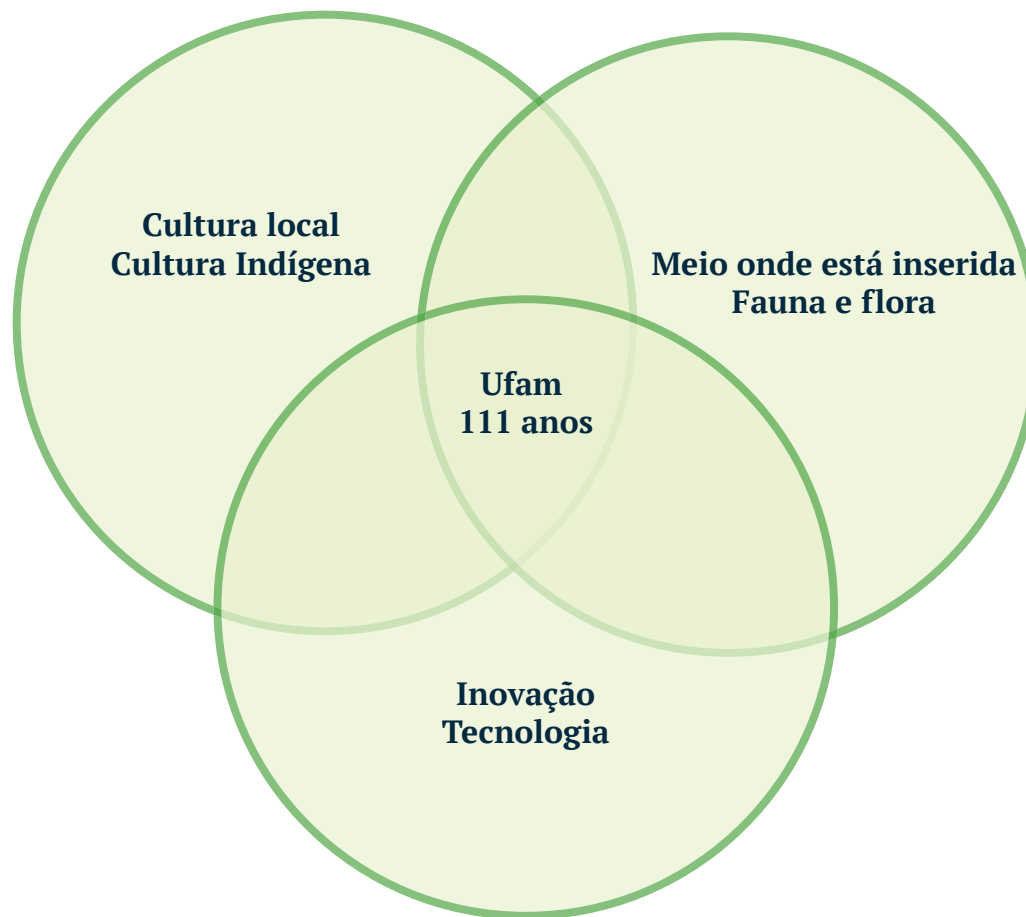 Cultura local
Cultura Indígena
Meio onde está inserida
Fauna e flora
Ufam
111 anos
Inovação
Tecnologia